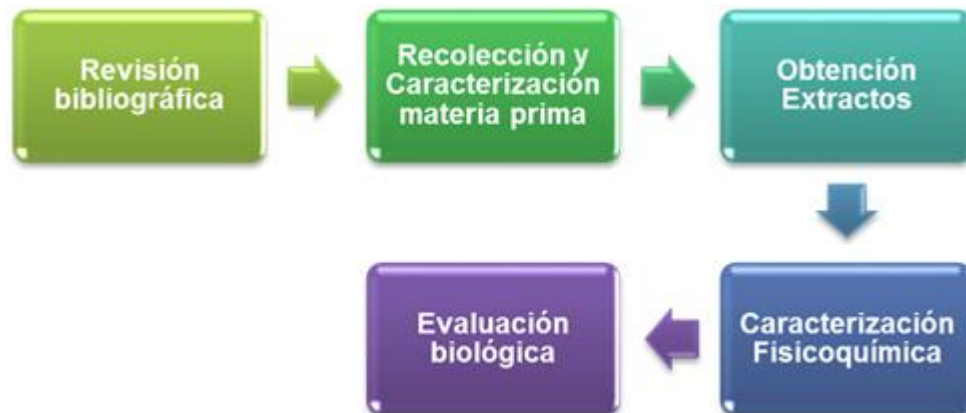 Revisión
bibliográfica
Recolección y
Caracterización
materia prima
Obtención
Extractos
Caracterización
Fisicoquímica
Evaluación
biológica